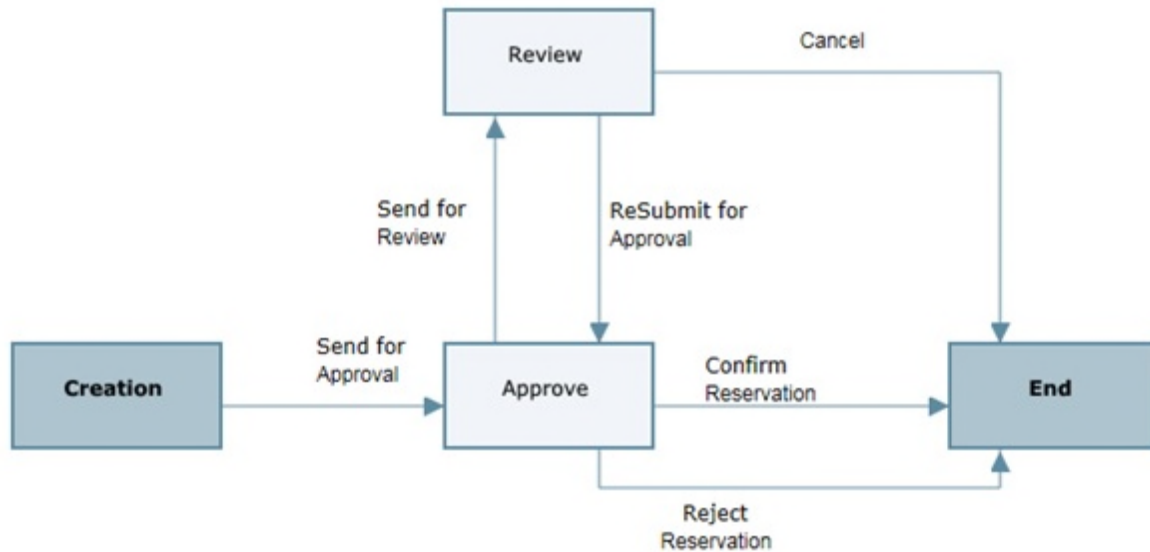 Review
Cancel
Send for
Review
ReSubmit for
Approval
Send for
Approval
Creation
Approve
Confirm
Reservation
End
Reject
Reservation